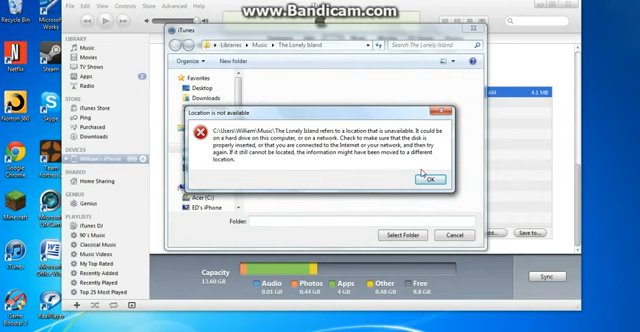 www.Bandicam.com
File Edit View Controls Store Advanced Help
Recycle Bin
Netflix
Steam
Norton 360
Google Chrome
Minecraft
iTunes
LIBRARY
Music
Movies
TV Shows
Apps
Radio
STORE
iTunes Store
Ping
Purchased
Downloads
DEVICES
William's iPhone
Home Sharing
GENIUS
Genius
PLAYLISTS
iTunes DJ
90's Music
Classical Music
Music Videos
My Top Rated
Recently Added
Recently Played
Top 25 Most Played
iTunes
Libraries
Music
The Lonely Island
Search The Lonely Island
Organize
New folder
Favorites
Desktop
Downloads
Location is not available
C:\Users\William\Music\The Lonely Island refers to a location that is unavailable. It could be
on a hard drive on this computer, or on a network. Check to make sure that the disk is
properly inserted, or that you are connected to the Internet or your network, and then try
again. If it still cannot be located, the information might have been moved to a different
location.
OK
Acer (C:)
ED's iPhone
Folder:
Select Folder
Cancel
AM 4.1 MB
Save to...
Capacity
13.60 GB
Audio
0.01 GB
Photos
0.44 GB
Apps
4 GB
Other
0.48 GB
Free
8.8 GB
Sync